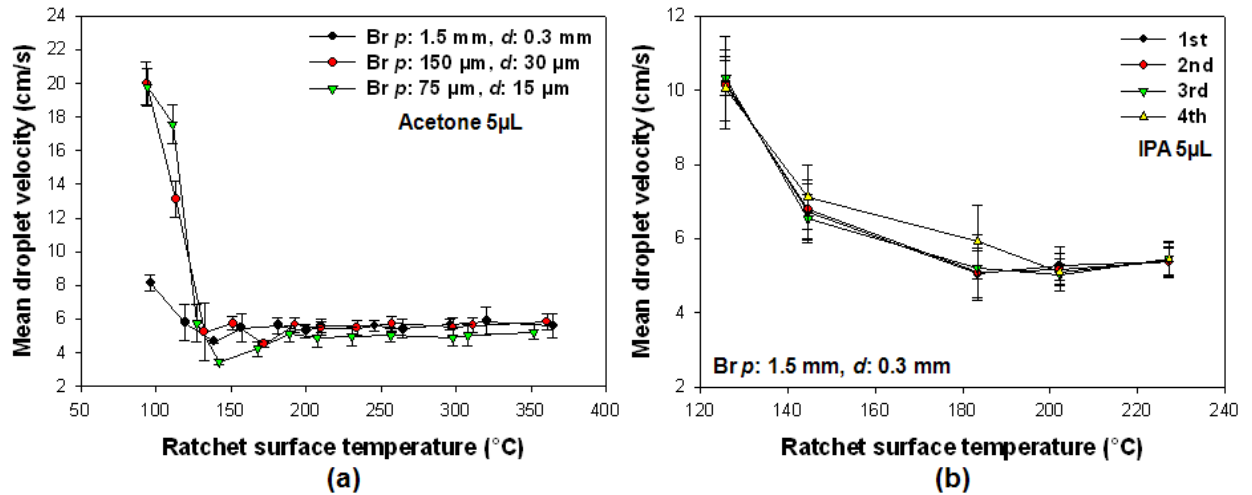 24
22
20
18
16
14
12
10
8
6
4
2
Mean droplet velocity (cm/s)
Br p: 1.5 mm, d: 0.3 mm
Br p: 150 µm, d: 30 µm
Br p: 75 µm, d: 15 µm
Acetone 5µL
50 100 150 200 250 300 350 400
Ratchet surface temperature (°C)
(a)
12
10
8
6
4
2
Mean droplet velocity (cm/s)
1st
2nd
3rd
4th
IPA 5µL
Br p: 1.5 mm, d: 0.3 mm
120 140 160 180 200 220 240
Ratchet surface temperature (°C)
(b)